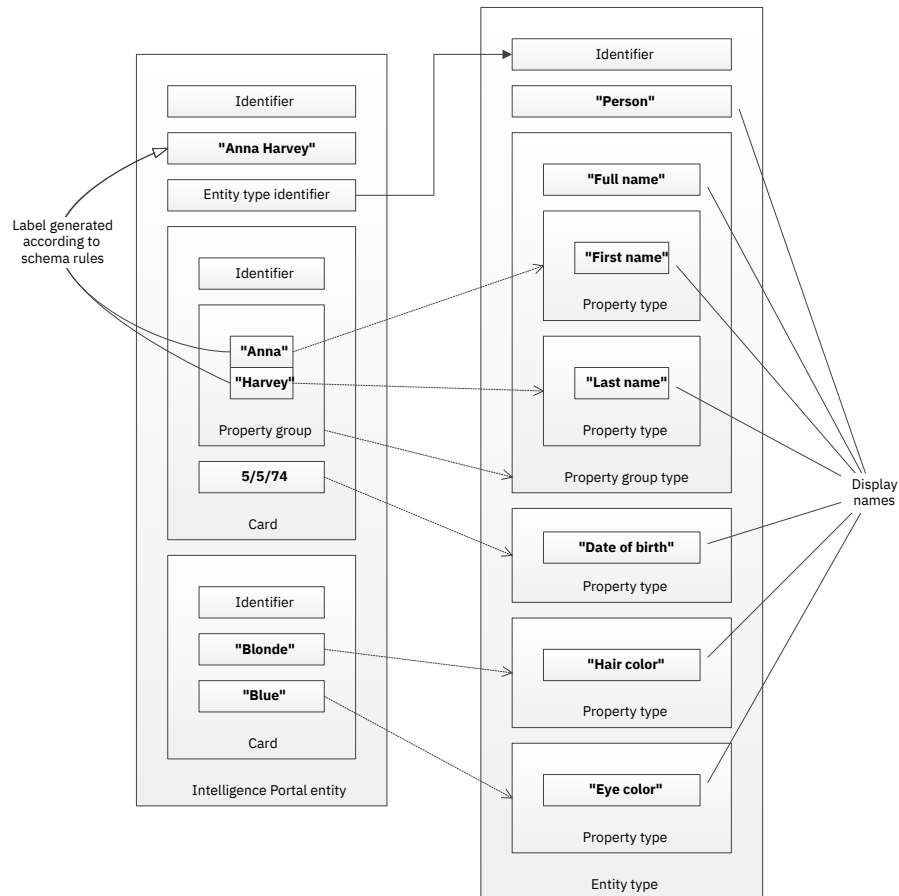 Label generated
according to
schema rules
Identifier
"Anna Harvey"
Entity type identifier
Identifier
"Anna"
"Harvey"
Property group
5/5/74
Card
Identifier
"Blonde"
"Blue"
Card
Intelligence Portal entity
Identifier
"Person"
"Full name"
"First name"
Property type
"Last name"
Property type
Property group type
"Date of birth"
Property type
"Hair color"
Property type
"Eye color"
Property type
Entity type
Display
names